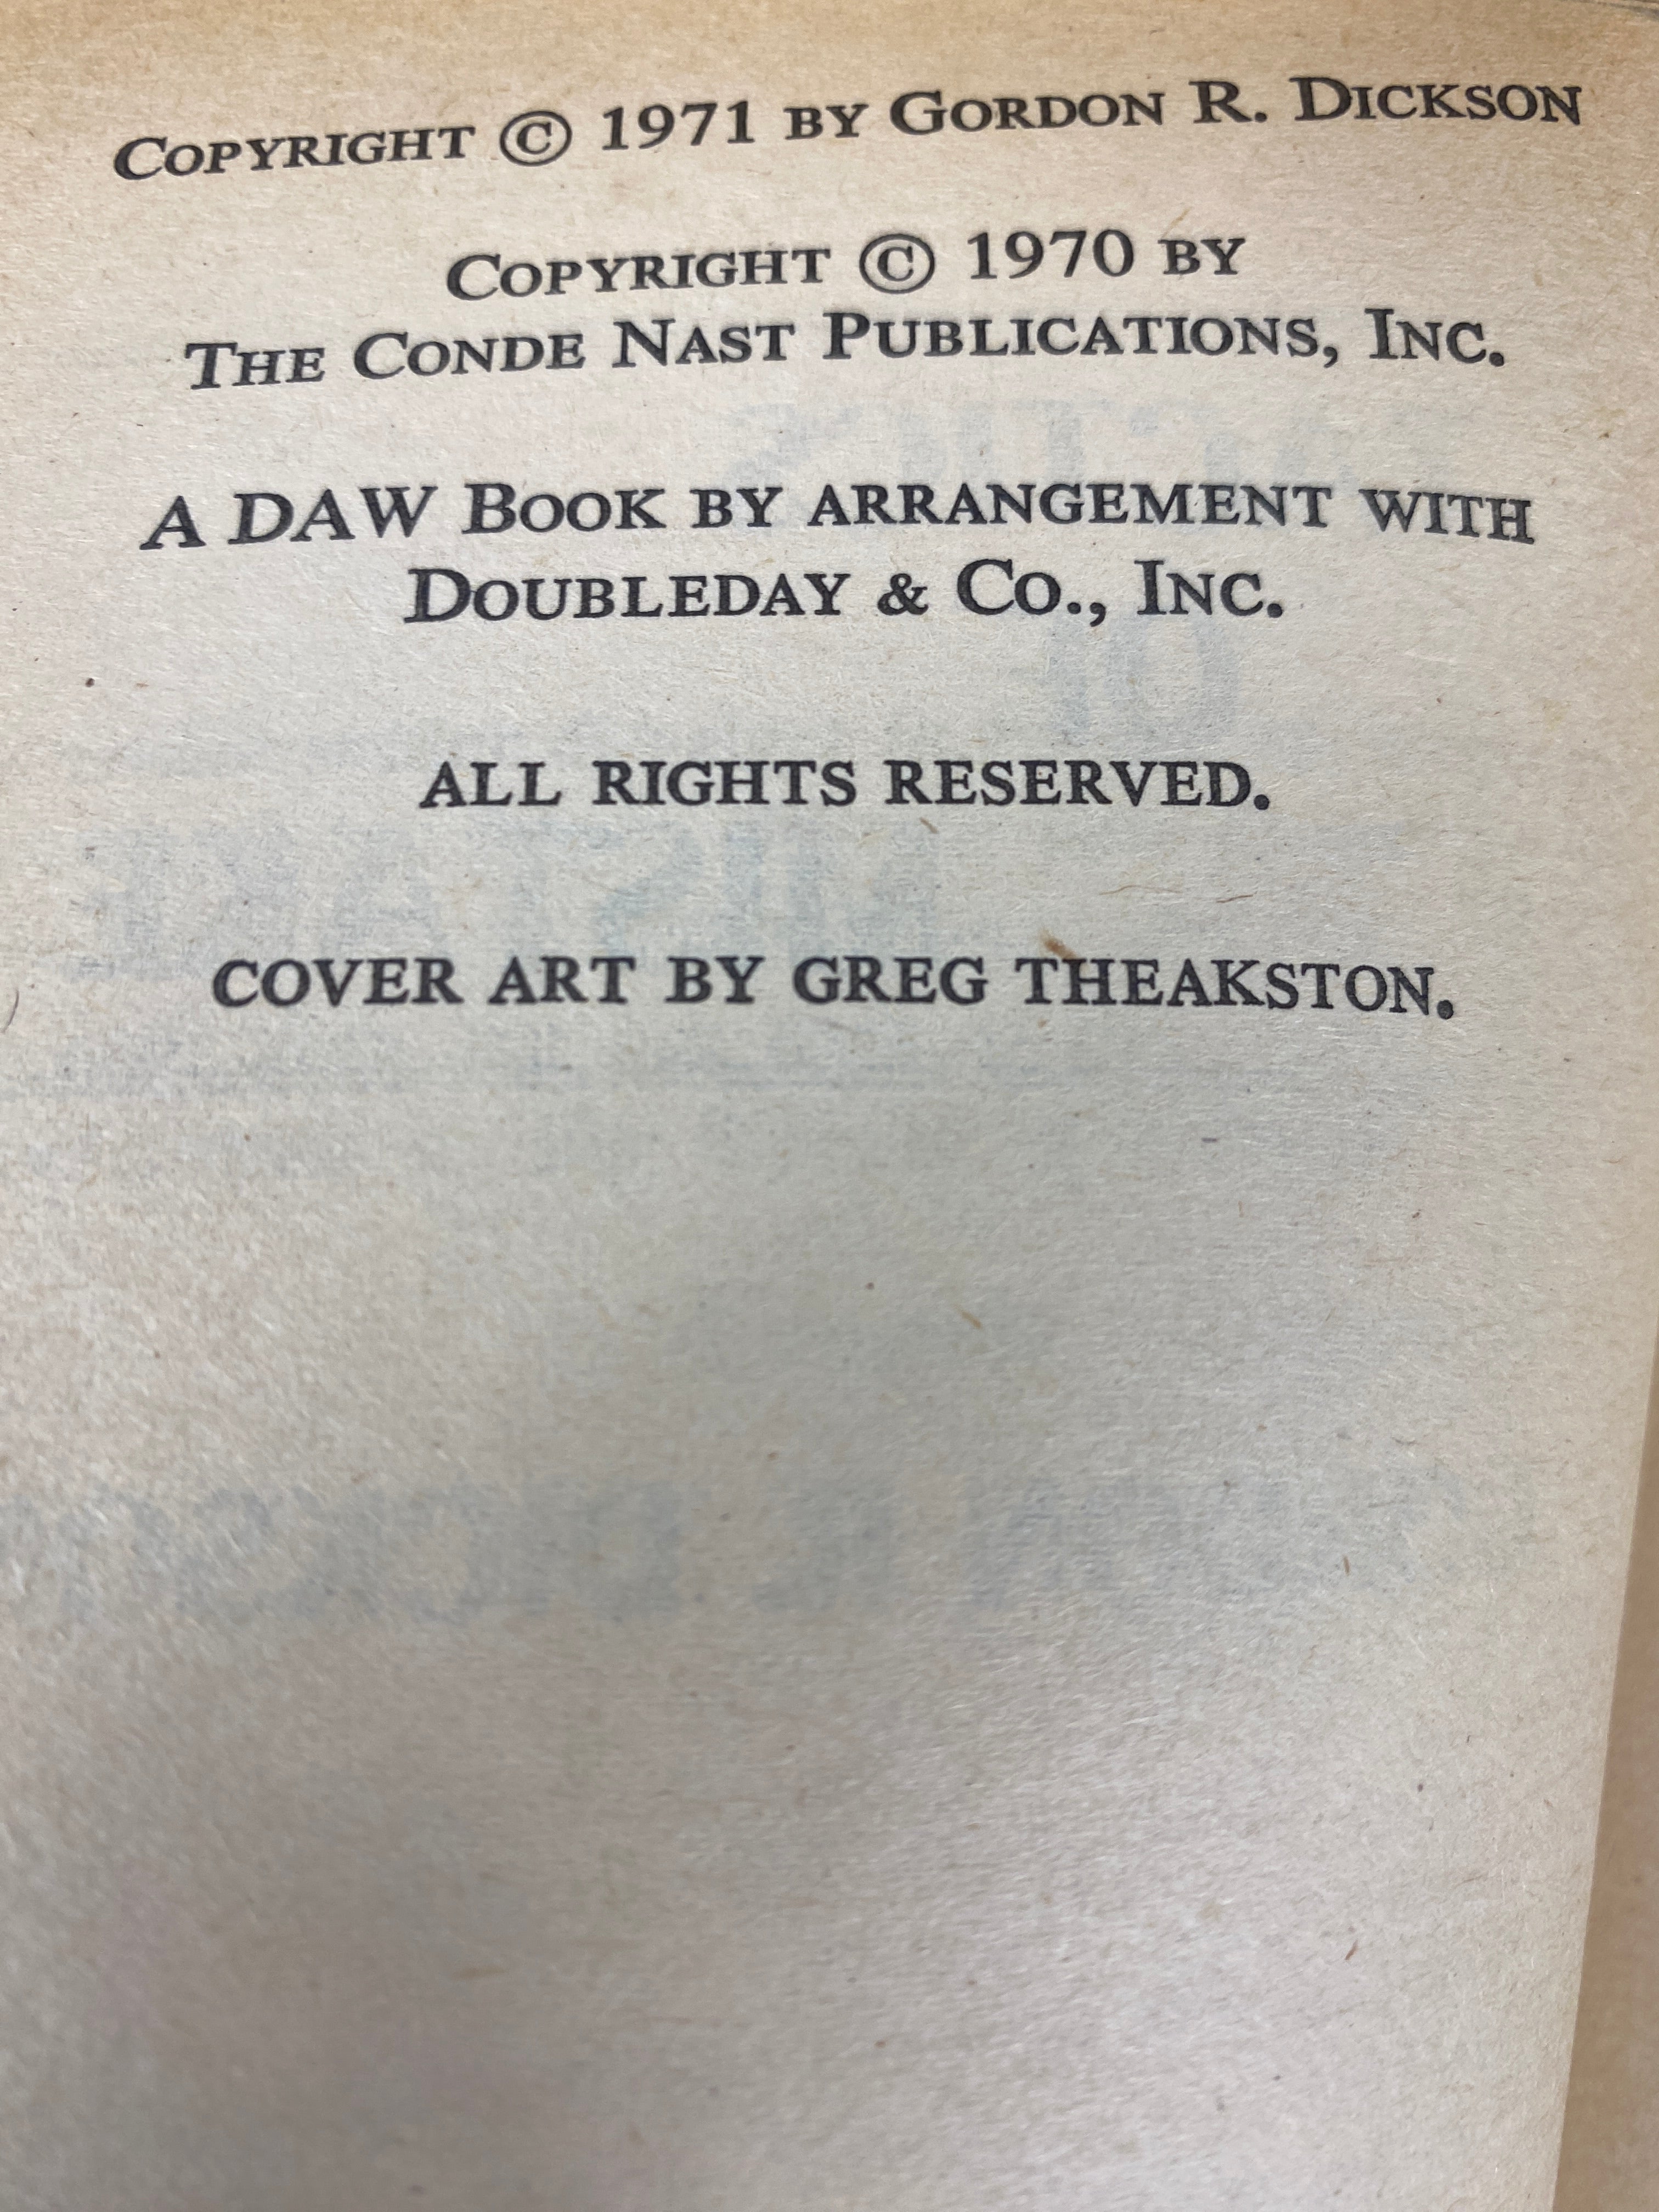 COPYRIGHT © 1971 BY GORDON R. DICKSON
COPYRIGHT © 1970 BY
THE CONDE NAST PUBLICATIONS, INC.
A DAW BOOK BY ARRANGEMENT WITH
DOUBLEDAY & CO., INC.
ALL RIGHTS RESERVED.
COVER ART BY GREG THEAKSTON.